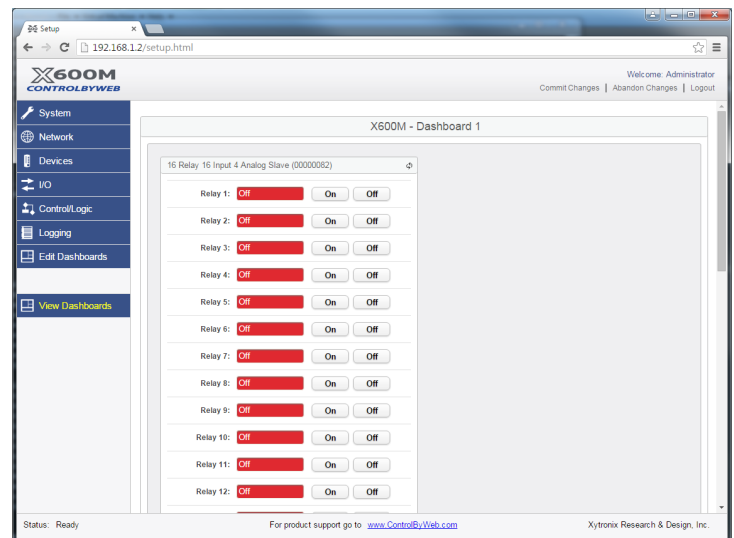 Setup
192.168.1.2/setup.html
X600M
CONTROLBYWEB
Welcome: Administrator
Commit Changes | Abandon Changes | Logout
System
Network
Devices
I/O
Control/Logic
Logging
Edit Dashboards
View Dashboards
X600M - Dashboard 1
16 Relay 16 Input 4 Analog Slave (00000082)
Relay 1: Off On Off
Relay 2: Off On Off
Relay 3: Off On Off
Relay 4: Off On Off
Relay 5: Off On Off
Relay 6: Off On Off
Relay 7: Off On Off
Relay 8: Off On Off
Relay 9: Off On Off
Relay 10: Off On Off
Relay 11: Off On Off
Relay 12: Off On Off
Status: Ready
For product support go to www.ControlByWeb.com
Xytronix Research & Design, Inc.